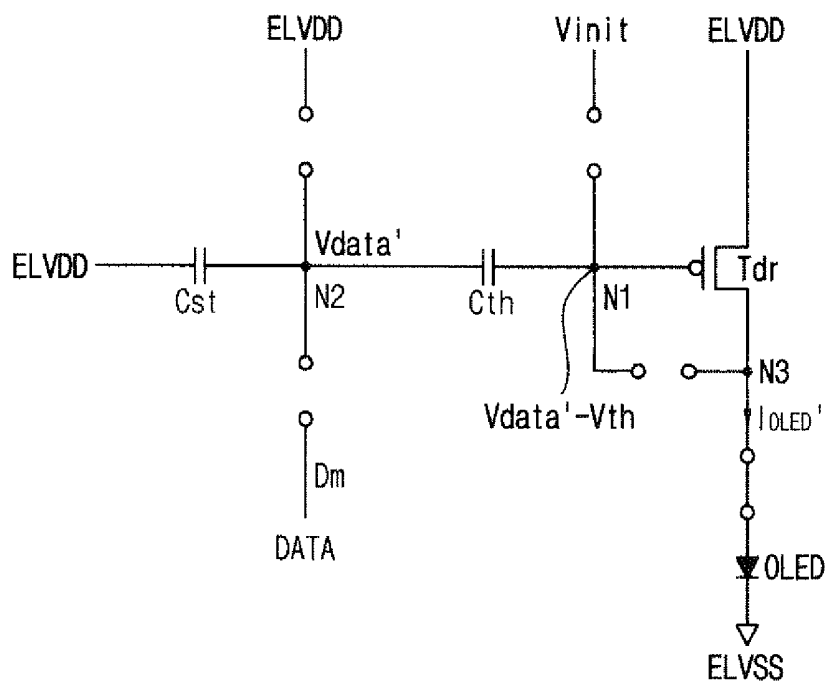 ELVDD
Vinit
ELVDD
ELVDD
Vdata'
Cst
N2
Cth
N1
Tdr
N3
Vdata'-Vth
IOLED'
Dm
DATA
OLED
ELVSS